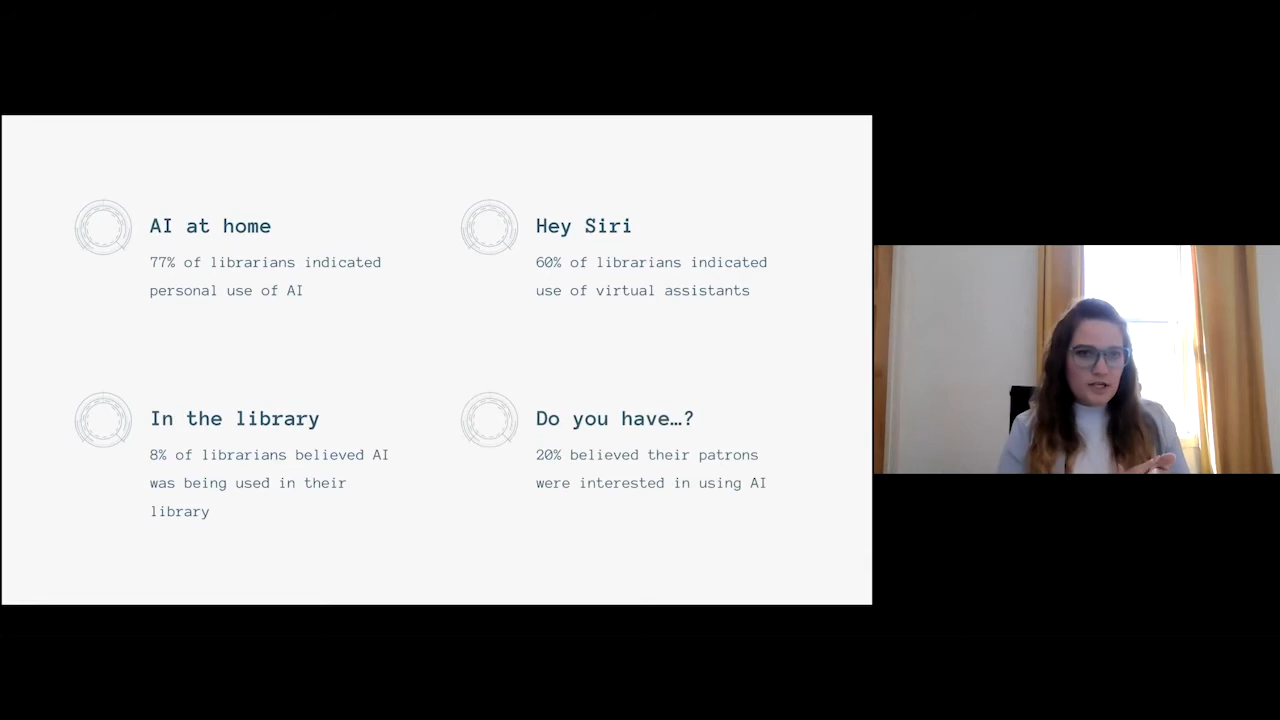 AI at home
77% of librarians indicated
personal use of AI
Hey Siri
60% of librarians indicated
use of virtual assistants
In the library
8% of librarians believed AI
was being used in their
library
Do you have…?
20% believed their patrons
were interested in using AI